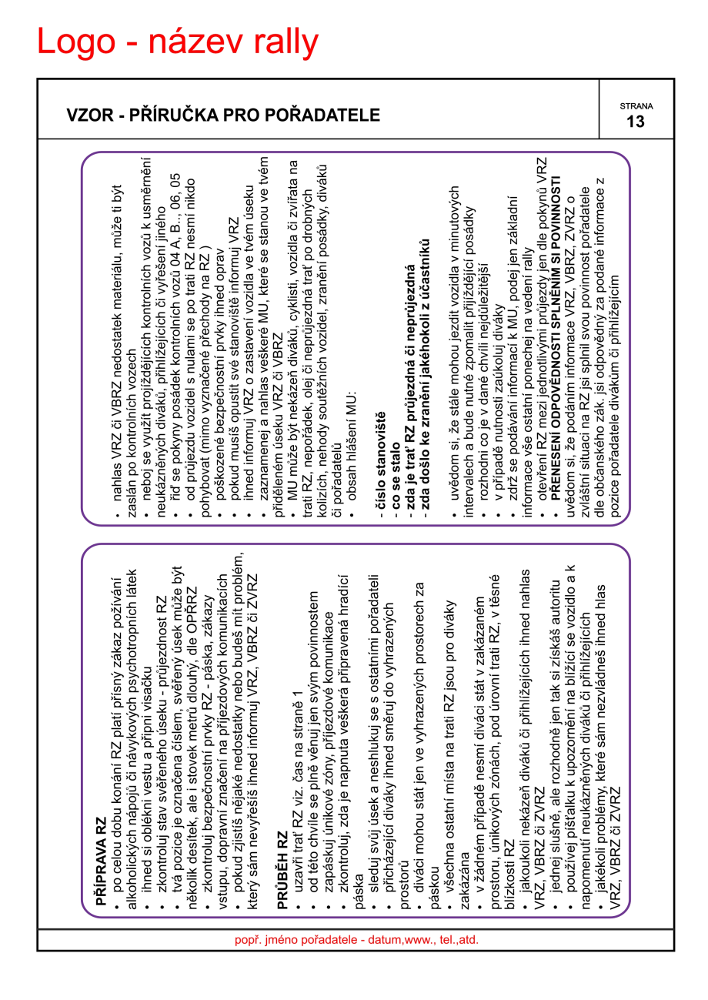 Logo - název rally
VZOR - PŘÍRUČKA PRO POŘADATELE
STRANA
13
PŘÍPRAVA RZ
• po celou dobu konání RZ platí přísný zákaz požívání
alkoholických nápojů či návykových psychotropních látek
• ihned si oblékni vestu a připni visačku
• zkontroluj stav svěřeného úseku - průjezdnost RZ
• tvá pozice je označena číslem, svěřený úsek může být
několik desítek, ale i stovek metrů dlouhý, dle OPŘRZ
• zkontroluj bezpečnostní prvky RZ - páska, zákazy
vstupu, dopravní značení na příjezdových komunikacích
• pokud zjistíš nějaké nedostatky nebo budeš mít problém,
který sám nevyřešíš ihned informuj VRZ, VBRZ či ZVRZ
PRŮBĚH RZ
• uzavři trať RZ viz. čas na straně 1
• od této chvíle se plně věnuj jen svým povinnostem
• zapáskuj únikové zóny, příjezdové komunikace
• zkontroluj, zda je napnuta veškerá připravená hradící
páska
• sleduj svůj úsek a neshlukuj se s ostatními pořadateli
• přicházející diváky ihned směruj do vyhrazených
prostorů
• diváci mohou stát jen ve vyhrazených prostorech za
páskou
• všechna ostatní místa na trati RZ jsou pro diváky
zakázána
• v žádném případě nesmí diváci stát v zakázaném
prostoru, únikových zónách, pod úrovní trati RZ, v těsné
blízkosti RZ
• jakoukoli nekázeň diváků či přihlížejících ihned nahlas
VRZ, VBRZ či ZVRZ
• jednej slušně, ale rozhodně jen tak si získáš autoritu
• používej píšťalku k upozornění na blížící se vozidlo a k
napomenutí neukázněných diváků či přihlížejících
• jakékoli problémy, které sám nezvládneš ihned hlas
VRZ, VBRZ či ZVRZ
• nahlas VRZ či VBRZ nedostatek materiálu, může ti být
zaslán po kontrolních vozech
• neboj se využít projíždějících kontrolních vozů k usměrnění
neukázněných diváků, přihlížejících či vyřešení jiného
• řiď se pokyny posádek kontrolních vozů 04 A, B.., 06, 05
• od průjezdu vozidel s nulami se po trati RZ nesmí nikdo
pohybovat (mimo vyznačené přechody na RZ )
• poškozené bezpečnostní prvky ihned oprav
• pokud musíš opustit své stanoviště informuj VRZ
• ihned informuj VRZ o zastavení vozidla ve tvém úseku
• zaznamenej a nahlas veškeré MU, které se stanou ve tvém
přiděleném úseku VRZ či VBRZ
• MU může být nekázeň diváků, cyklisti, vozidla či zvířata na
trati RZ, nepořádek, olej či neprůjezdná trať po drobných
kolizích, nehody soutěžních vozidel, zranění posádky, diváků
či pořadatelů
• obsah hlášení MU:
- číslo stanoviště
- co se stalo
- zda je trať RZ průjezdná či neprůjezdná
- zda došlo ke zranění jakéhokoli z účastníků
• uvědom si, že stále mohou jezdit vozidla v minutových
intervalech a bude nutné zpomalit přijíždějící posádky
• rozhodni co je v dané chvíli nejdůležitější
• v případě nutnosti zaúkoluj diváky
• zdrž se podávání informací k MU, podej jen základní
informace vše ostatní ponechej na vedení rally
• otevření RZ mezi jednotlivými průjezdy jen dle pokynů VRZ
• PŘENESENÍ ODPOVĚDNOSTI SPLNĚNÍM SI POVINNOSTI
uvědom si, že podáním informace VRZ, VBRZ, ZVRZ o
zvláštní situaci na RZ jsi splnil svou povinnost pořadatele
dle občanského zák. jsi odpovědný za podané informace z
pozice pořadatele divákům či přihlížejícím
popř. jméno pořadatele - datum,www., tel.,atd.